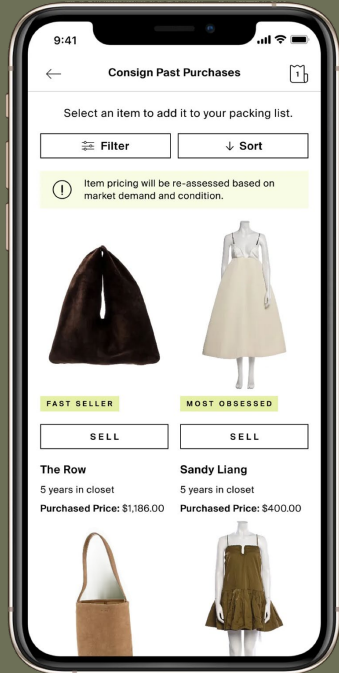 9:41
Consign Past Purchases
1
Select an item to add it to your packing list.
Filter
↓ Sort
Item pricing will be re-assessed based on
market demand and condition.
FAST SELLER
MOST OBSESSED
SELL
SELL
The Row
Sandy Liang
5 years in closet
5 years in closet
Purchased Price: $1,186.00
Purchased Price: $400.00